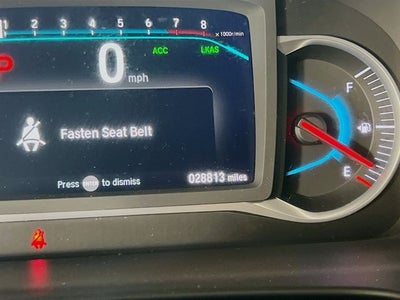 1 2 3 4 5 6 7 8 x 1000r/min
ACC LKAS
0 mph
F
Fasten Seat Belt
E
Press ENTER to dismiss
028813 miles